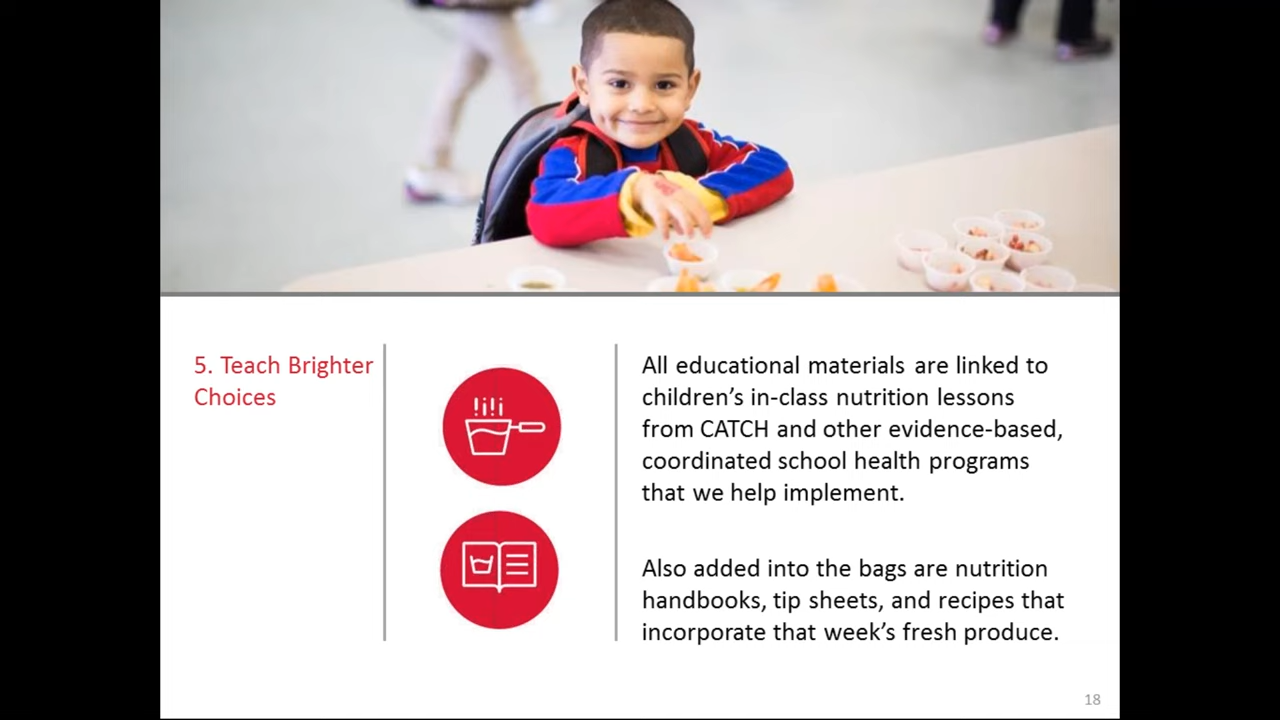 5. Teach Brighter
Choices
All educational materials are linked to
children’s in-class nutrition lessons
from CATCH and other evidence-based,
coordinated school health programs
that we help implement.
Also added into the bags are nutrition
handbooks, tip sheets, and recipes that
incorporate that week’s fresh produce.
18